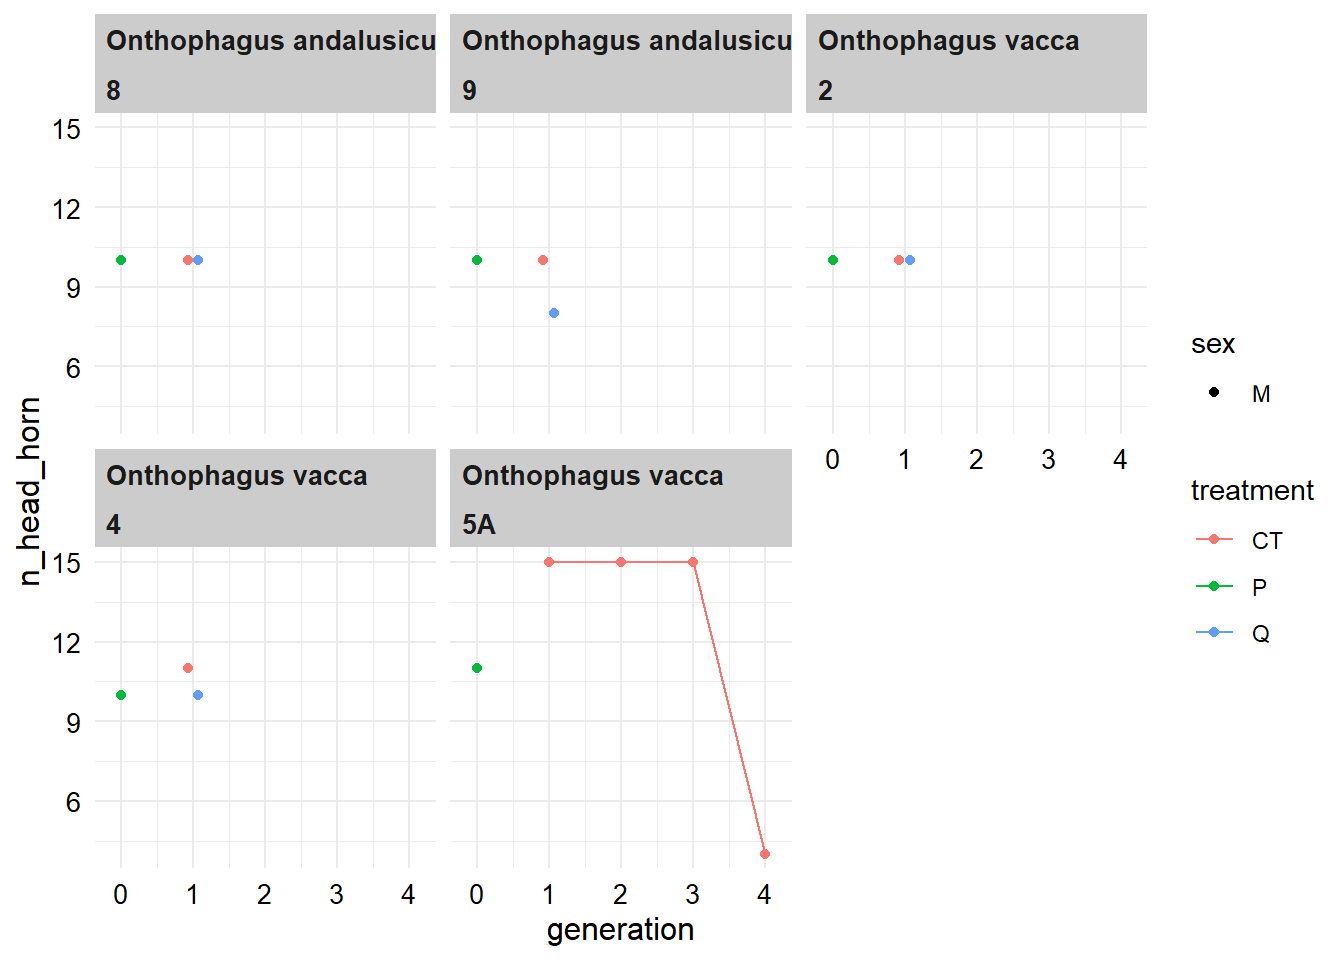 Onthophagus andalusicu
8
Onthophagus andalusicu
9
Onthophagus vacca
2
15
12
9
6
0 1 2 3 4
Onthophagus vacca
4
Onthophagus vacca
5A
15
12
9
6
0 1 2 3 4
0 1 2 3 4
generation
n_head_horn
sex
M
treatment
CT
P
Q